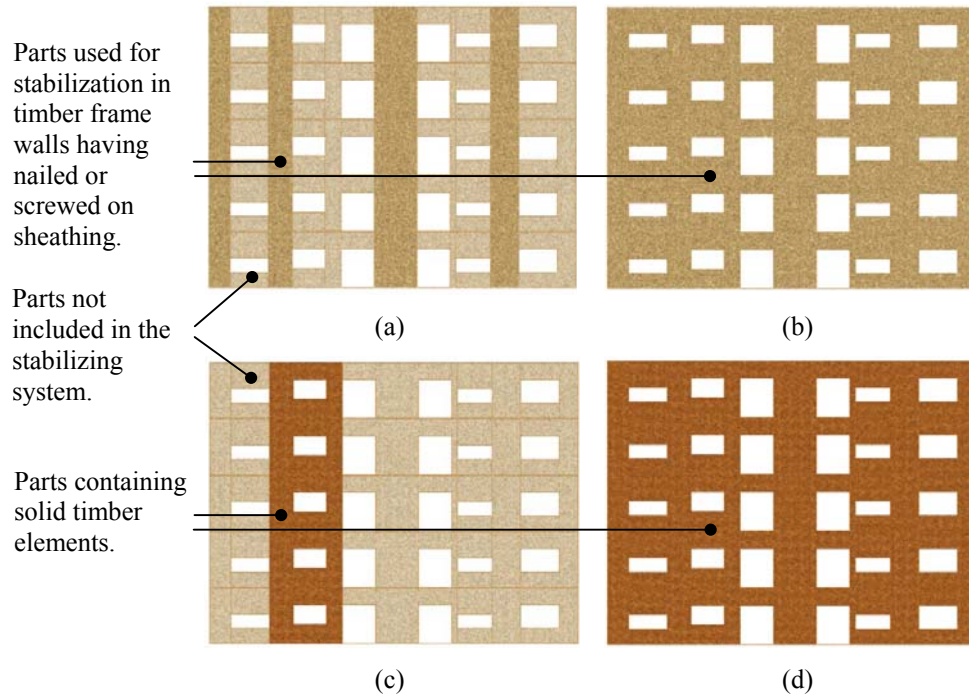 Parts used for
stabilization in
timber frame
walls having
nailed or
screwed on
sheathing.
Parts not
included in the
stabilizing
system.
(a)
(b)
Parts containing
solid timber
elements.
(c)
(d)